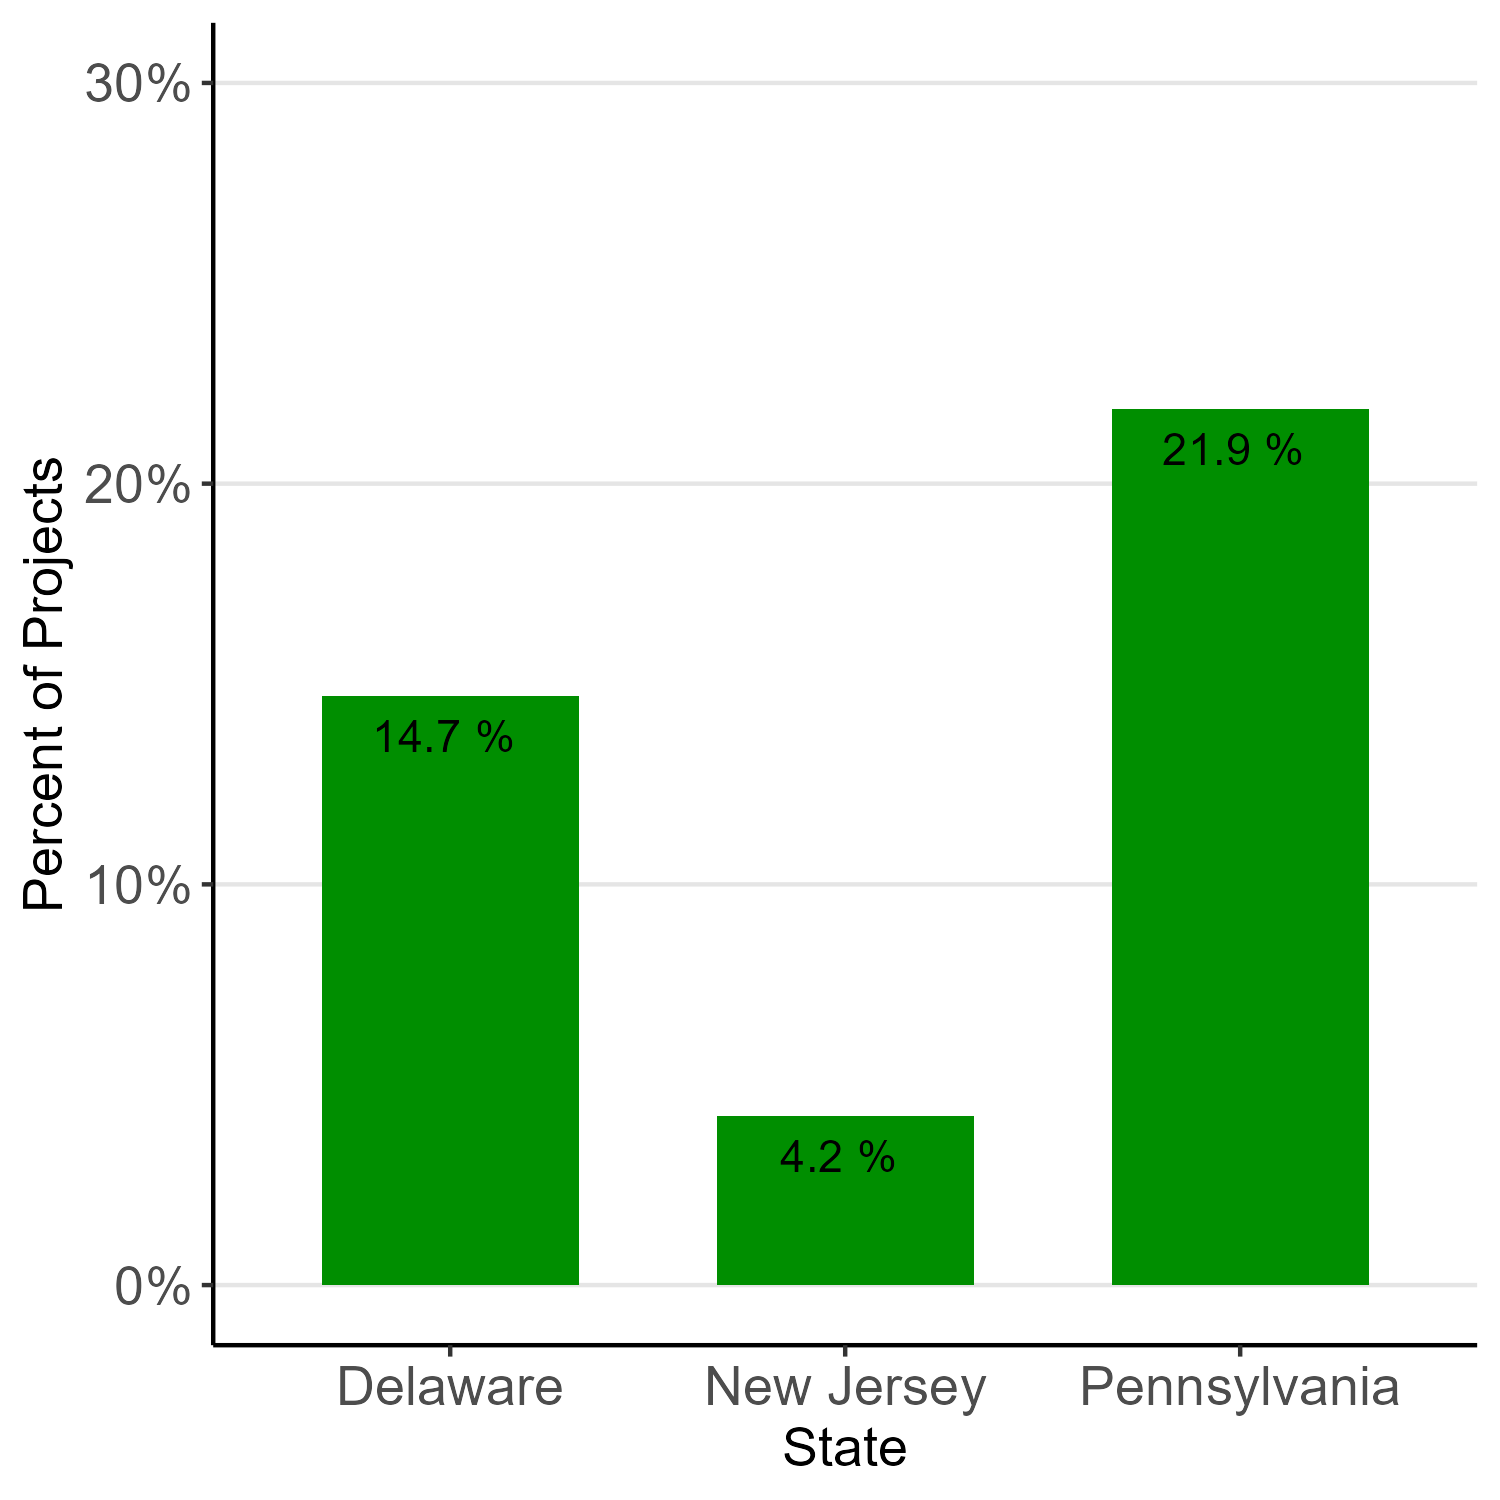 Percent of Projects
30%
20%
10%
0%
14.7 %
4.2 %
21.9 %
Delaware
New Jersey
Pennsylvania
State